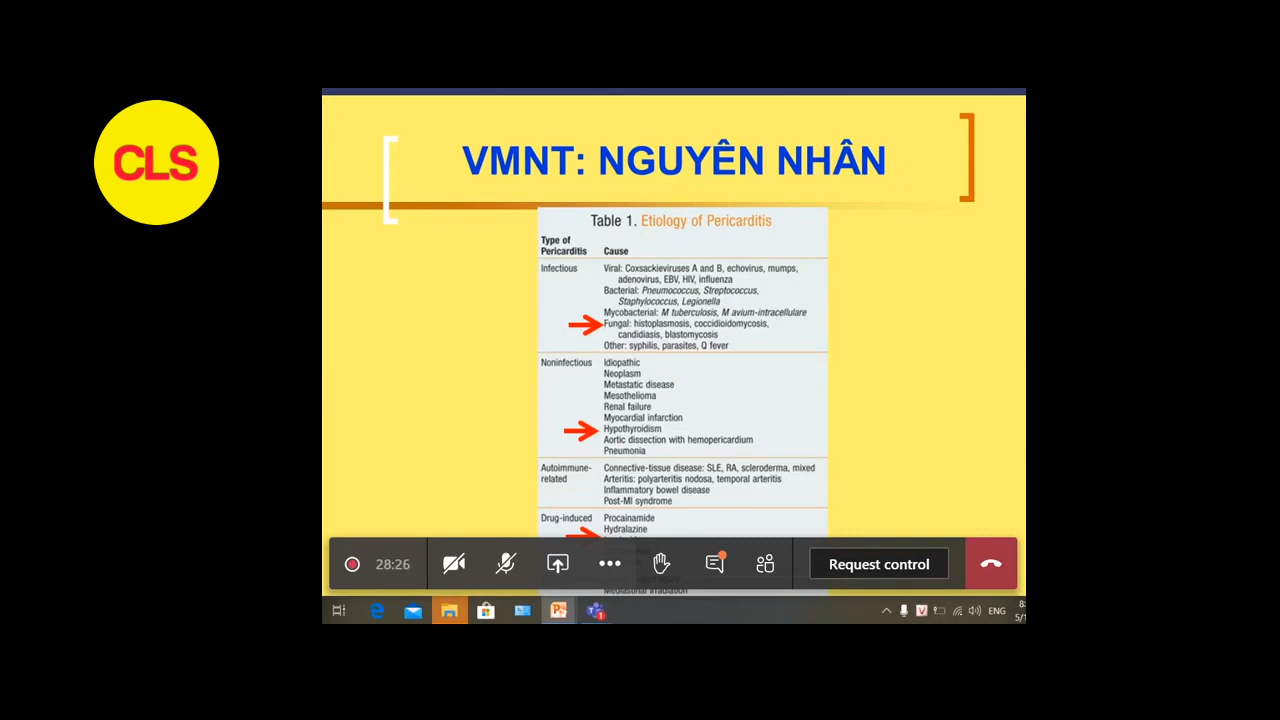 CLS
VMNT: NGUYÊN NHÂN
Table 1. Etiology of Pericarditis
Type of
Pericarditis Cause
Infectious Viral: Coxsackieviruses A and B, echovirus, mumps,
adenovirus, EBV, HIV, influenza
Bacterial: Pneumococcus, Streptococcus,
Staphylococcus, Legionella
Mycobacterial: M tuberculosis, M avium-intracellulare
Fungal: histoplasmosis, coccidioidomycosis,
candidiasis, blastomycosis
Other: syphilis, parasites, Q fever
Noninfectious Idiopathic
Neoplasm
Metastatic disease
Mesothelioma
Renal failure
Myocardial infarction
Hypothyroidism
Aortic dissection with hemopericardium
Pneumonia
Autoimmune- Connective-tissue disease: SLE, RA, scleroderma, mixed
related Arteritis: polyarteritis nodosa, temporal arteritis
Inflammatory bowel disease
Post-MI syndrome
Drug-induced Procainamide
Hydralazine
28:26 Request control
Mediastinal irradiation
ENG